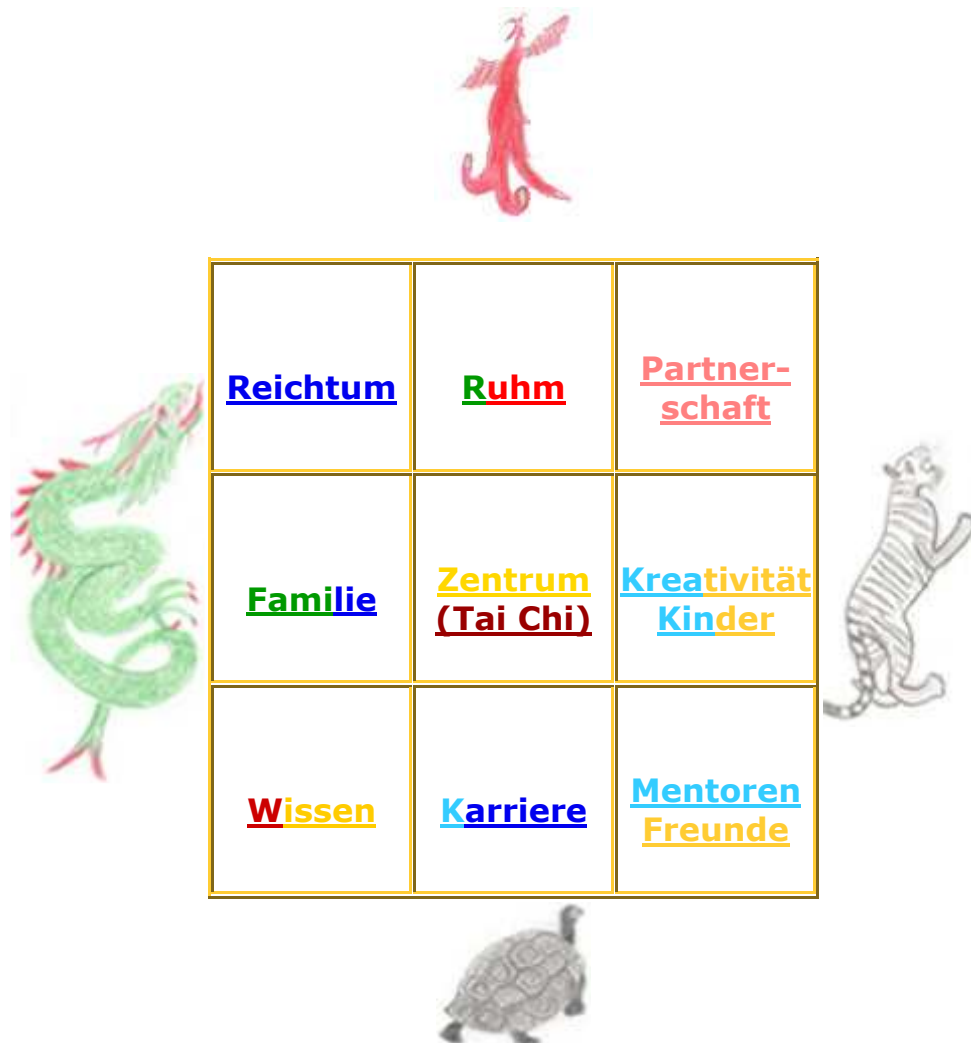 Reichtum
Ruhm
Partner-
schaft
Familie
Zentrum
(Tai Chi)
Kreativität
Kinder
Wissen
Karriere
Mentoren
Freunde